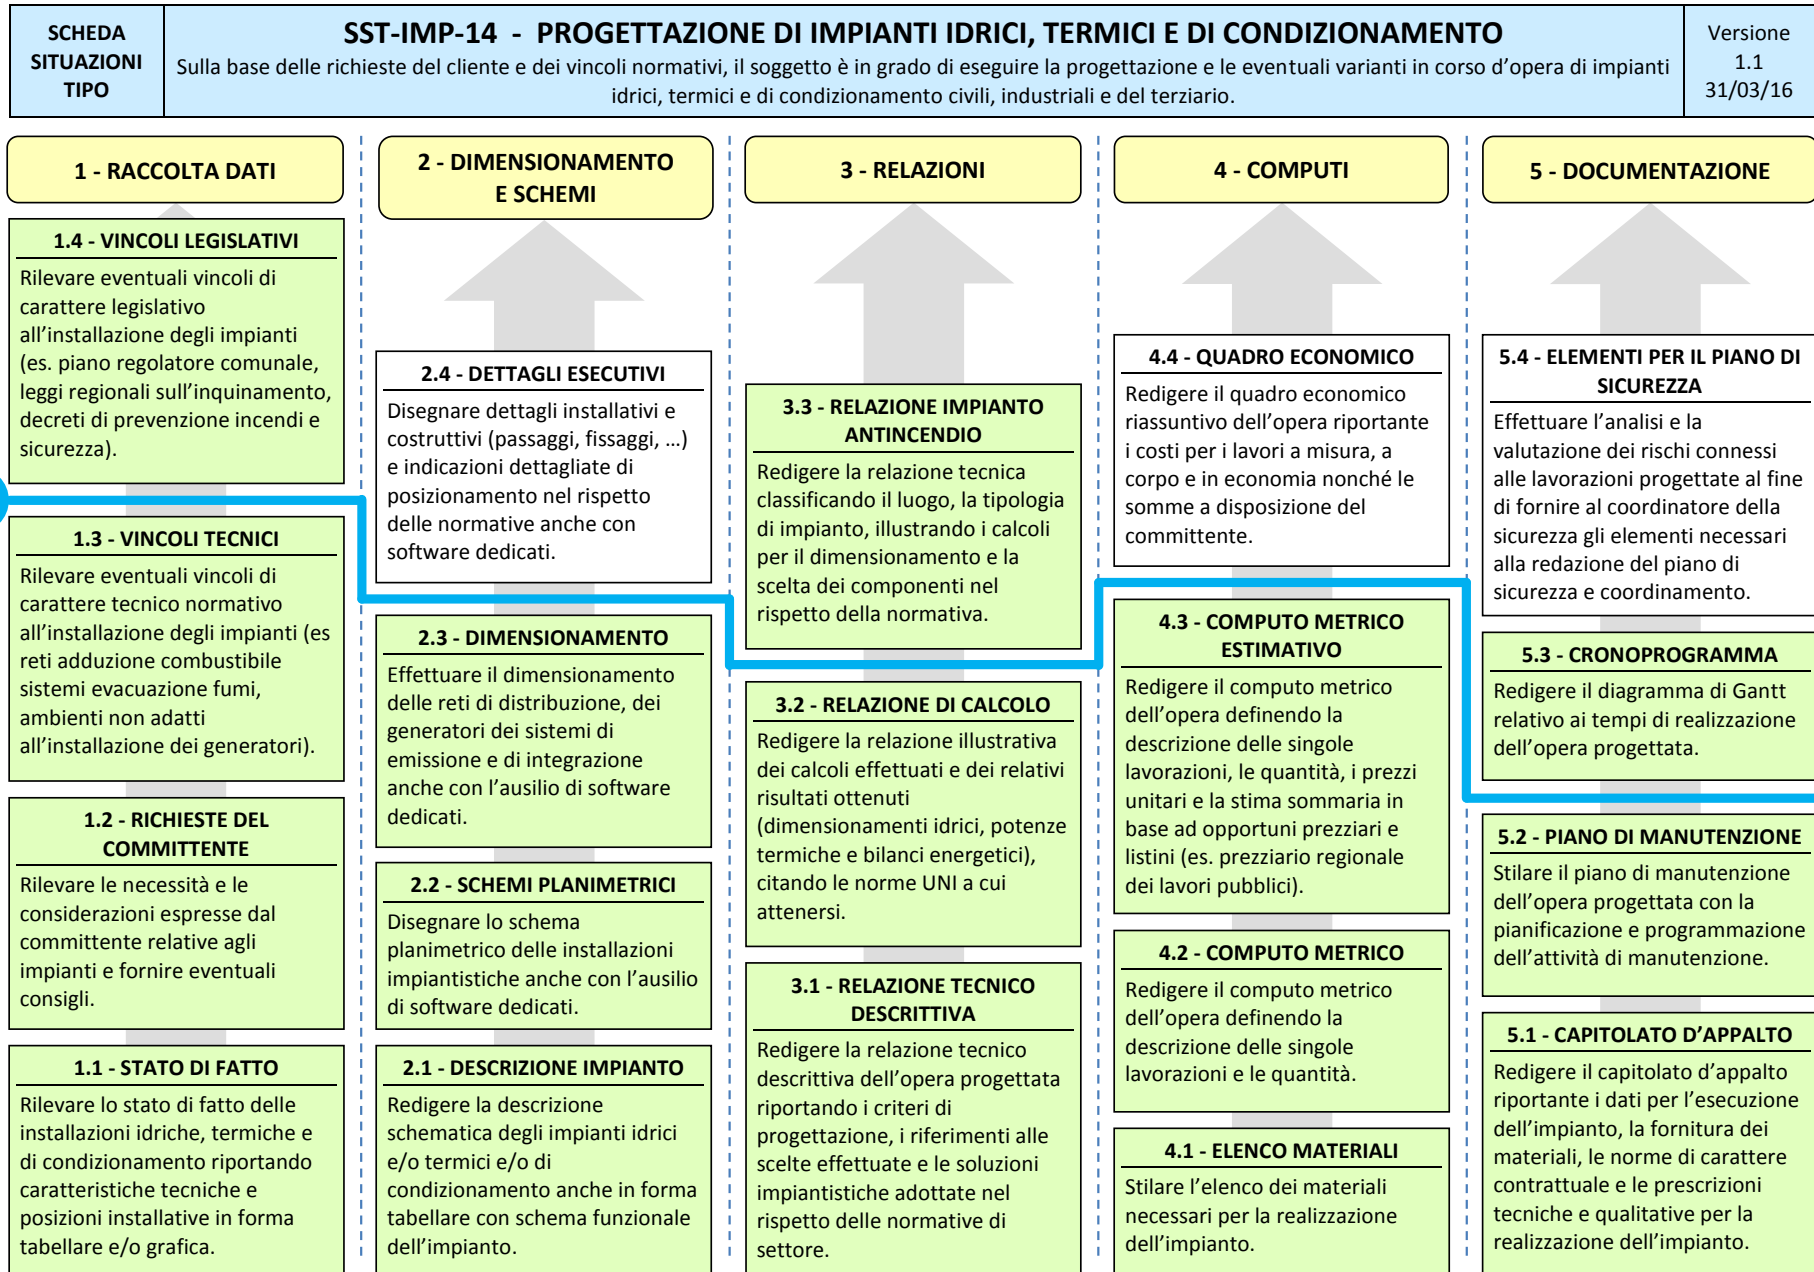 SCHEDA
SITUAZIONI
TIPO
SST-IMP-14 - PROGETTAZIONE DI IMPIANTI IDRICI, TERMICI E DI CONDIZIONAMENTO
Sulla base delle richieste del cliente e dei vincoli normativi, il soggetto è in grado di eseguire la progettazione e le eventuali varianti in corso d'opera di impianti
idrici, termici e di condizionamento civili, industriali e del terziario.
Versione
1.1
31/03/16
1 - RACCOLTA DATI
1.4 - VINCOLI LEGISLATIVI
Rilevare eventuali vincoli di
carattere legislativo
all'installazione degli impianti
(es. piano regolatore comunale,
leggi regionali sull'inquinamento,
decreti di prevenzione incendi e
sicurezza).
1.3 - VINCOLI TECNICI
Rilevare eventuali vincoli di
carattere tecnico normativo
all'installazione degli impianti (es
reti adduzione combustibile
sistemi evacuazione fumi,
ambienti non adatti
all'installazione dei generatori).
1.2 - RICHIESTE DEL
COMMITTENTE
Rilevare le necessità e le
considerazioni espresse dal
committente relative agli
impianti e fornire eventuali
consigli.
1.1 - STATO DI FATTO
Rilevare lo stato di fatto delle
installazioni idriche, termiche e
di condizionamento riportando
caratteristiche tecniche e
posizioni installative in forma
tabellare e/o grafica.
2 - DIMENSIONAMENTO
E SCHEMI
2.4 - DETTAGLI ESECUTIVI
Disegnare dettagli installativi e
costruttivi (passaggi, fissaggi, …)
e indicazioni dettagliate di
posizionamento nel rispetto
delle normative anche con
software dedicati.
2.3 - DIMENSIONAMENTO
Effettuare il dimensionamento
delle reti di distribuzione, dei
generatori dei sistemi di
emissione e di integrazione
anche con l'ausilio di software
dedicati.
2.2 - SCHEMI PLANIMETRICI
Disegnare lo schema
planimetrico delle installazioni
impiantistiche anche con l'ausilio
di software dedicati.
2.1 - DESCRIZIONE IMPIANTO
Redigere la descrizione
schematica degli impianti idrici
e/o termici e/o di
condizionamento anche in forma
tabellare con schema funzionale
dell'impianto.
3 - RELAZIONI
3.3 - RELAZIONE IMPIANTO
ANTINCENDIO
Redigere la relazione tecnica
classificando il luogo, la tipologia
di impianto, illustrando i calcoli
per il dimensionamento e la
scelta dei componenti nel
rispetto della normativa.
3.2 - RELAZIONE DI CALCOLO
Redigere la relazione illustrativa
dei calcoli effettuati e dei relativi
risultati ottenuti
(dimensionamenti idrici, potenze
termiche e bilanci energetici),
citando le norme UNI a cui
attenersi.
3.1 - RELAZIONE TECNICO
DESCRITTIVA
Redigere la relazione tecnico
descrittiva dell'opera progettata
riportando i criteri di
progettazione, i riferimenti alle
scelte effettuate e le soluzioni
impiantistiche adottate nel
rispetto delle normative di
settore.
4 - COMPUTI
4.4 - QUADRO ECONOMICO
Redigere il quadro economico
riassuntivo dell'opera riportante
i costi per i lavori a misura, a
corpo e in economia nonché le
somme a disposizione del
committente.
4.3 - COMPUTO METRICO
ESTIMATIVO
Redigere il computo metrico
dell'opera definendo la
descrizione delle singole
lavorazioni, le quantità, i prezzi
unitari e la stima sommaria in
base ad opportuni prezziari e
listini (es. prezziario regionale
dei lavori pubblici).
4.2 - COMPUTO METRICO
Redigere il computo metrico
dell'opera definendo la
descrizione delle singole
lavorazioni e le quantità.
4.1 - ELENCO MATERIALI
Stilare l'elenco dei materiali
necessari per la realizzazione
dell'impianto.
5 - DOCUMENTAZIONE
5.4 - ELEMENTI PER IL PIANO DI
SICUREZZA
Effettuare l'analisi e la
valutazione dei rischi connessi
alle lavorazioni progettate al fine
di fornire al coordinatore della
sicurezza gli elementi necessari
alla redazione del piano di
sicurezza e coordinamento.
5.3 - CRONOPROGRAMMA
Redigere il diagramma di Gantt
relativo ai tempi di realizzazione
dell'opera progettata.
5.2 - PIANO DI MANUTENZIONE
Stilare il piano di manutenzione
dell'opera progettata con la
pianificazione e programmazione
dell'attività di manutenzione.
5.1 - CAPITOLATO D'APPALTO
Redigere il capitolato d'appalto
riportante i dati per l'esecuzione
dell'impianto, la fornitura dei
materiali, le norme di carattere
contrattuale e le prescrizioni
tecniche e qualitative per la
realizzazione dell'impianto.